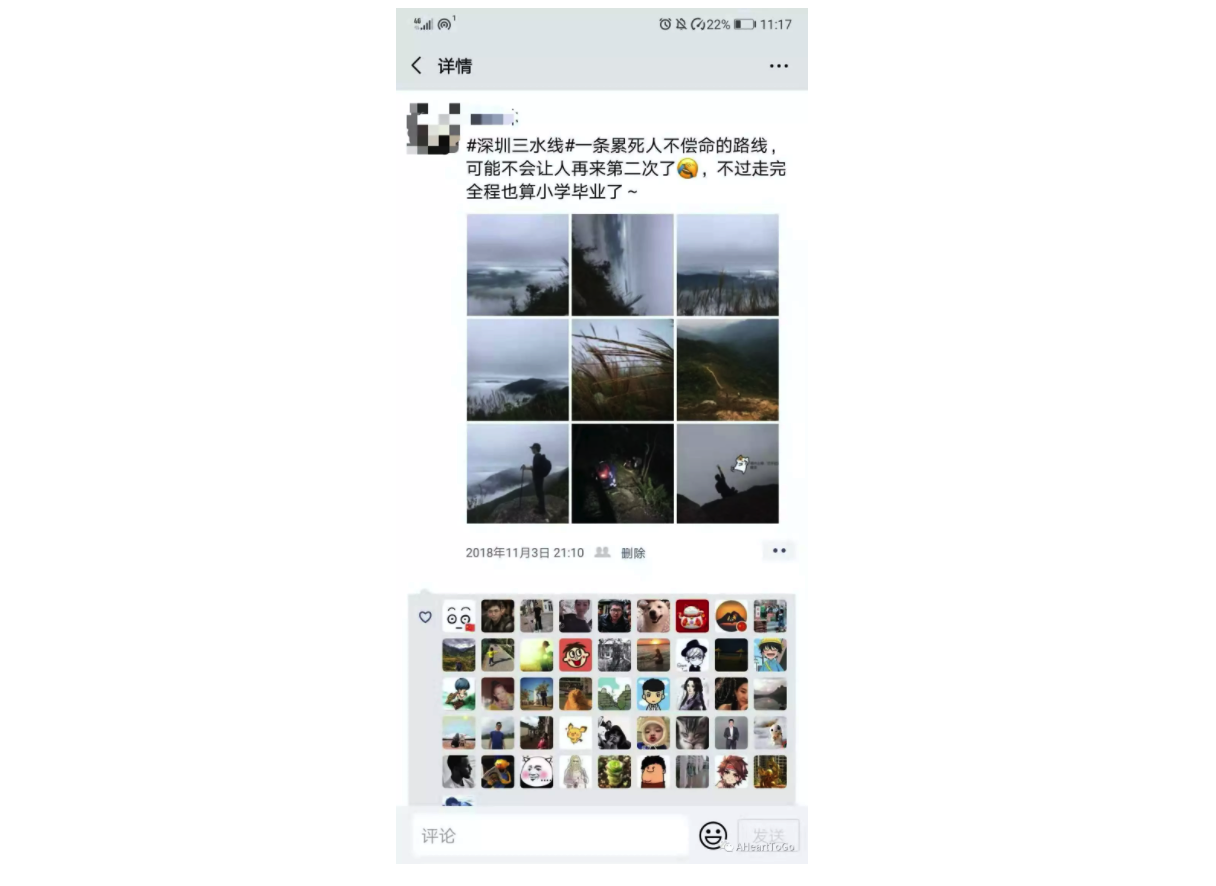 4G 1 22% 11:17
详情
#深圳三水线#一条累死人不偿命的路线，
可能不会让人再来第二次了🤣，不过走完
全程也算小学毕业了～
2018年11月3日 21:10 删除
评论
发送
AHeartToGo